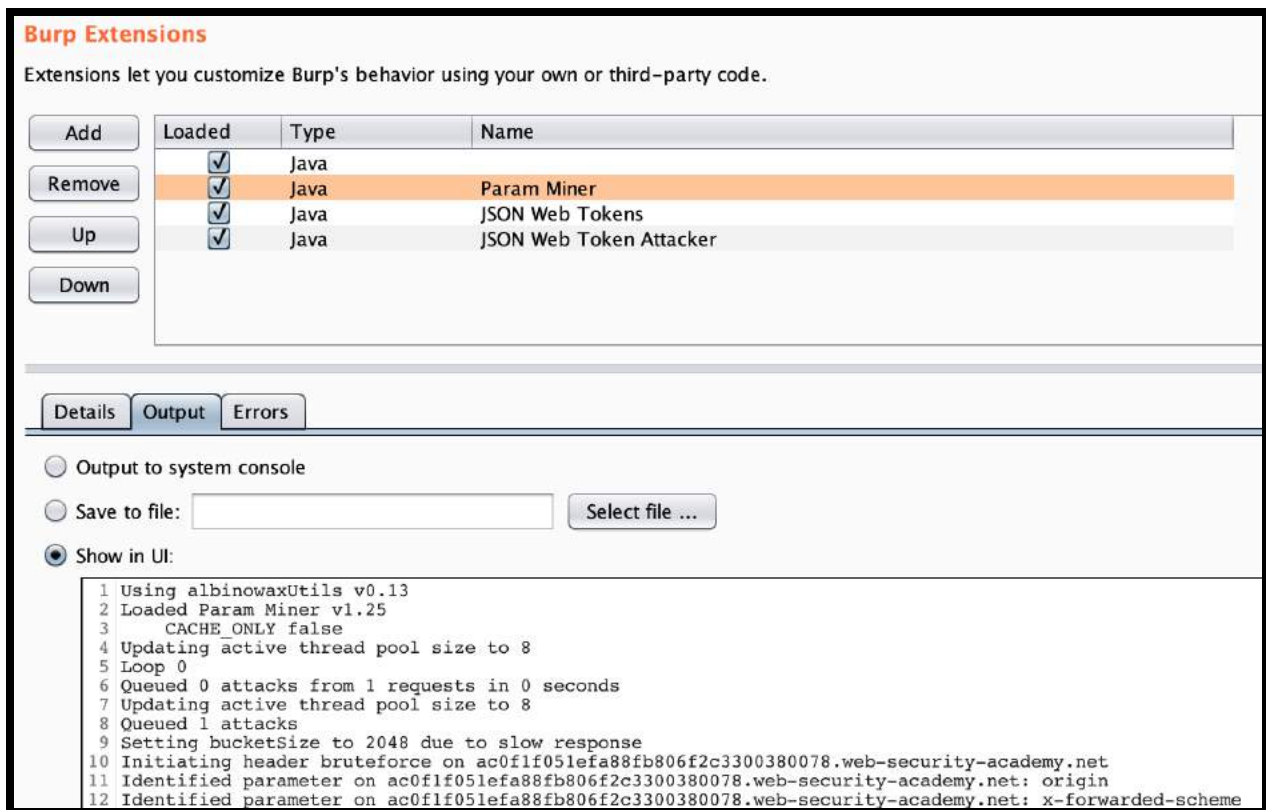 Burp Extensions
Extensions let you customize Burp's behavior using your own or third-party code.
Add
Remove
Up
Down
Loaded Type Name
Java
Java Param Miner
Java JSON Web Tokens
Java JSON Web Token Attacker
Details Output Errors
Output to system console
Save to file: Select file ...
Show in UI:
1 Using albinowaxUtils v0.13
2 Loaded Param Miner v1.25
3 CACHE_ONLY false
4 Updating active thread pool size to 8
5 Loop 0
6 Queued 0 attacks from 1 requests in 0 seconds
7 Updating active thread pool size to 8
8 Queued 1 attacks
9 Setting bucketSize to 2048 due to slow response
10 Initiating header bruteforce on ac0f1f051efa88fb806f2c3300380078.web-security-academy.net
11 Identified parameter on ac0f1f051efa88fb806f2c3300380078.web-security-academy.net: origin
12 Identified parameter on ac0f1f051efa88fb806f2c3300380078.web-security-academy.net: x-forwarded-scheme